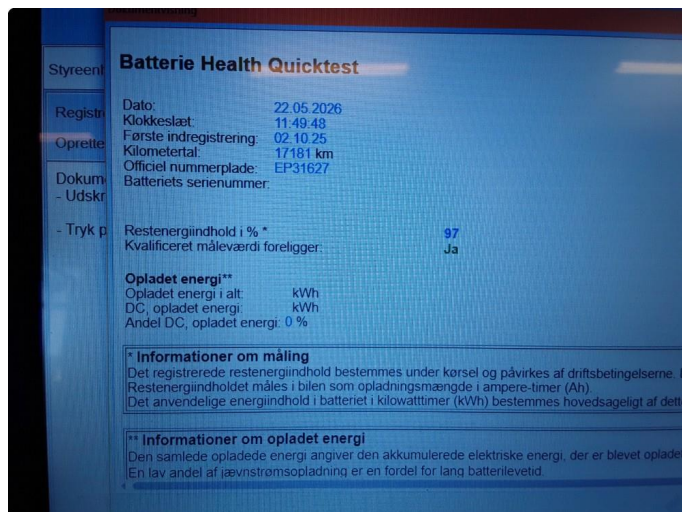 Styreenh
Registr
Oprette
Dokum
- Udskr
- Tryk p
Batterie Health Quicktest
Dato: 22.05.2026
Klokkeslæt: 11:49:48
Første indregistrering: 02.10.25
Kilometertal: 17181 km
Officiel nummerplade: EP31627
Batteriets serienummer:
Restenergiindhold i % * 97
Kvalificeret måleværdi foreligger: Ja
Opladet energi**
Opladet energi i alt: kWh
DC, opladet energi: kWh
Andel DC, opladet energi: 0 %
* Informationer om måling
Det registrerede restenergiindhold bestemmes under kørsel og påvirkes af driftsbetingelserne.
Restenergiindholdet måles i bilen som opladningsmængde i ampere-timer (Ah).
Det anvendelige energiindhold i batteriet i kilowatttimer (kWh) bestemmes hovedsageligt af dett
** Informationer om opladet energi
Den samlede opladede energi angiver den akkumulerede elektriske energi, der er blevet oplade
En lav andel af jævnstrømsopladning er en fordel for lang batterilevetid.